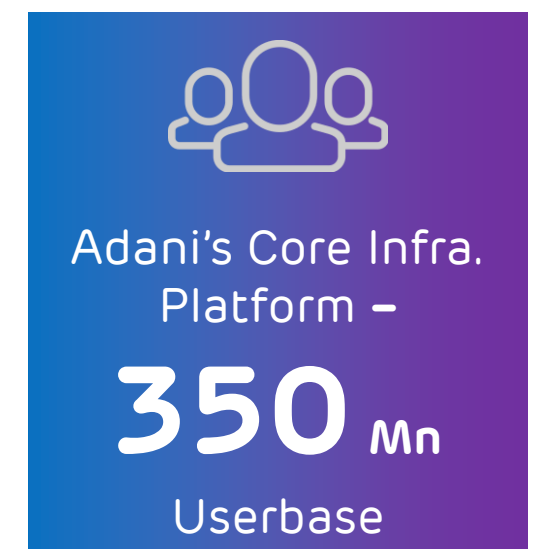 Adani’s Core Infra.
Platform –
350 Mn
Userbase